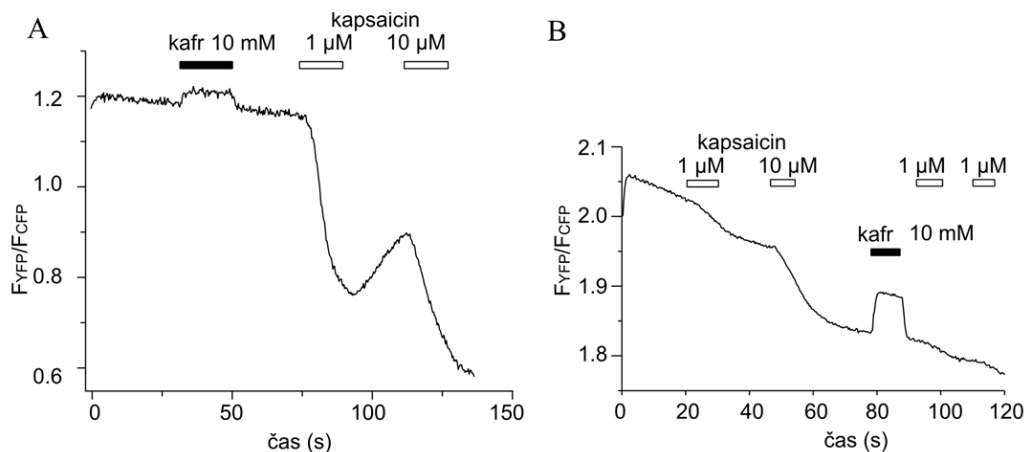 A
kapsaicin
kafr 10 mM
1 µM
10 µM
1.2
1.0
0.8
0.6
FYFP/FCFP
0
50
100
150
čas (s)
B
kapsaicin
1 µM
10 µM
1 µM
1 µM
kafr 10 mM
2.1
2.0
1.9
1.8
FYFP/FCFP
0
20
40
60
80
100
120
čas (s)